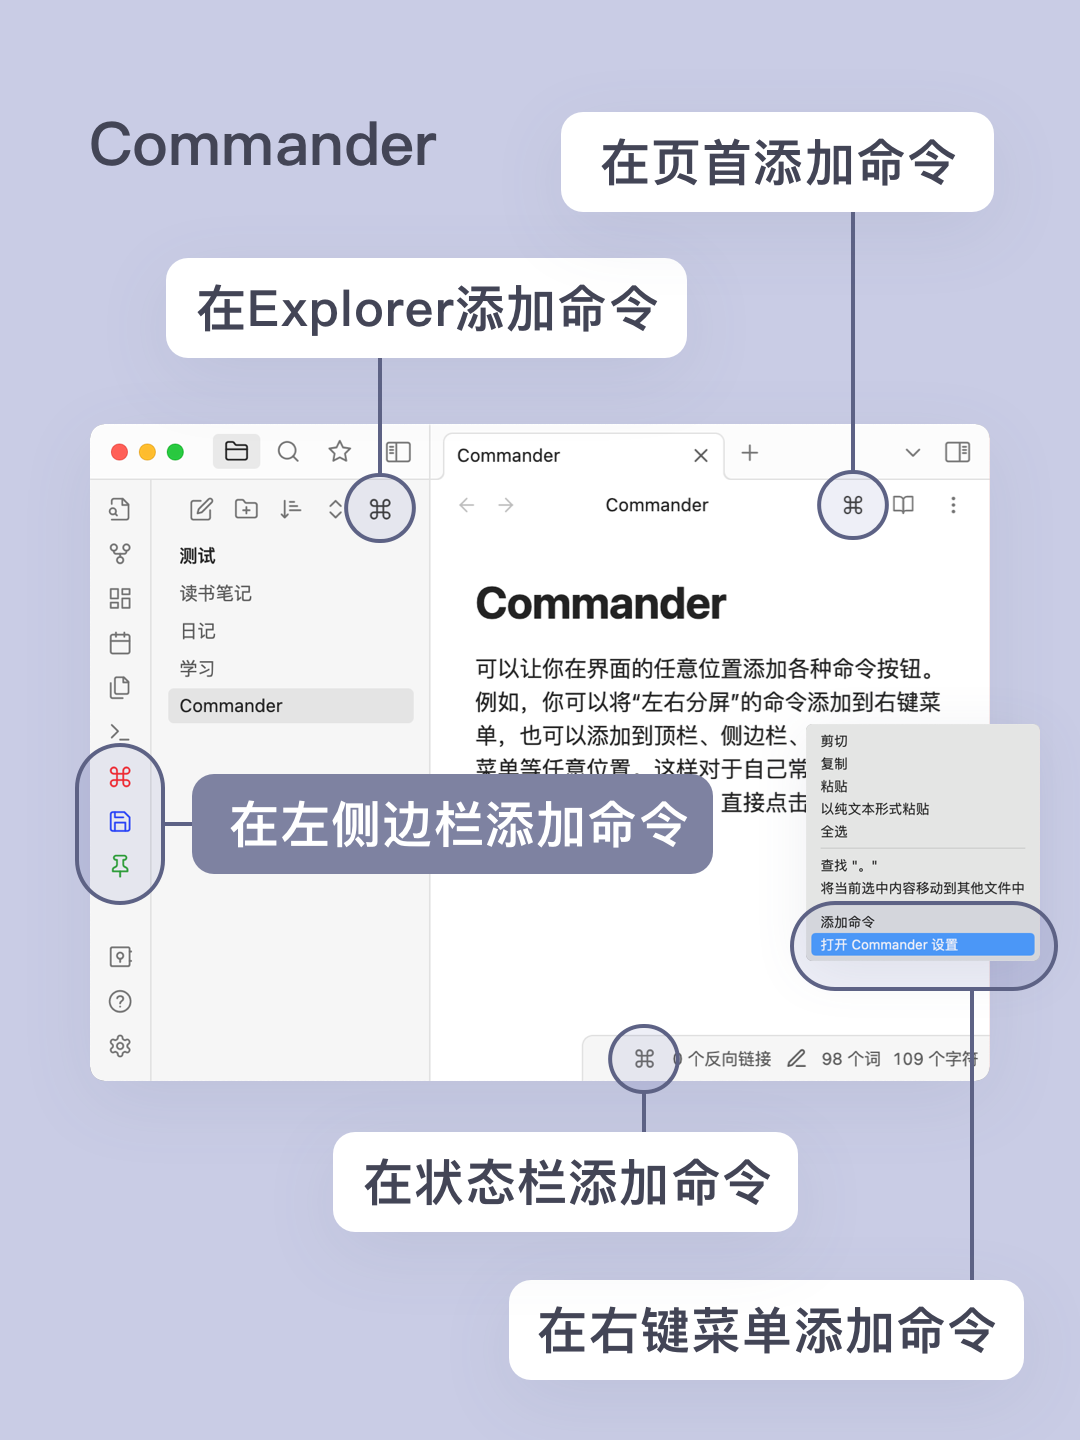 Commander
在页首添加命令
在Explorer添加命令
Commander
Commander
测试
读书笔记
日记
学习
Commander
Commander
可以让你在界面的任意位置添加各种命令按钮。
例如，你可以将“左右分屏”的命令添加到右键菜
单，也可以添加到顶栏、侧边栏、
菜单等任意位置。这样对于自己常
直接点击
剪切
复制
粘贴
以纯文本形式粘贴
全选
查找 "。"
将当前选中内容移动到其他文件中
添加命令
打开 Commander 设置
在左侧边栏添加命令
0 个反向链接 98 个词 109 个字符
在状态栏添加命令
在右键菜单添加命令